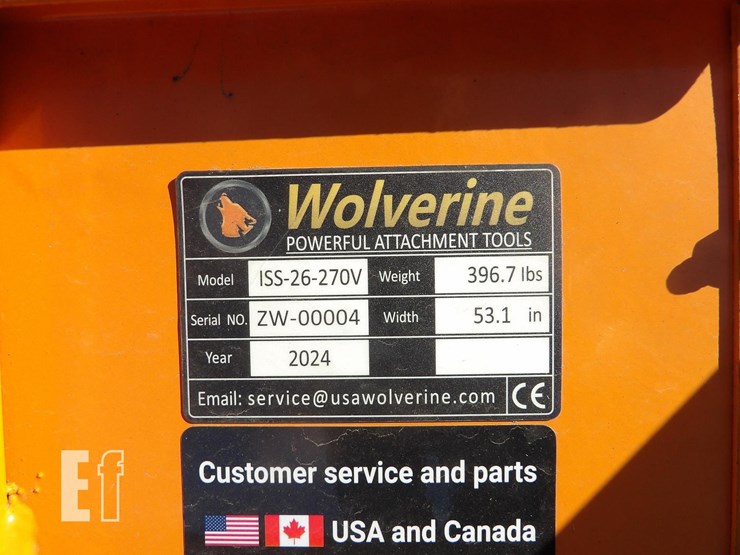 Wolverine
POWERFUL ATTACHMENT TOOLS
Model ISS-26-270V Weight 396.7 lbs
Serial NO. ZW-00004 Width 53.1 in
Year 2024
Email: service@usawolverine.com CE
Customer service and parts
USA and Canada
Ef